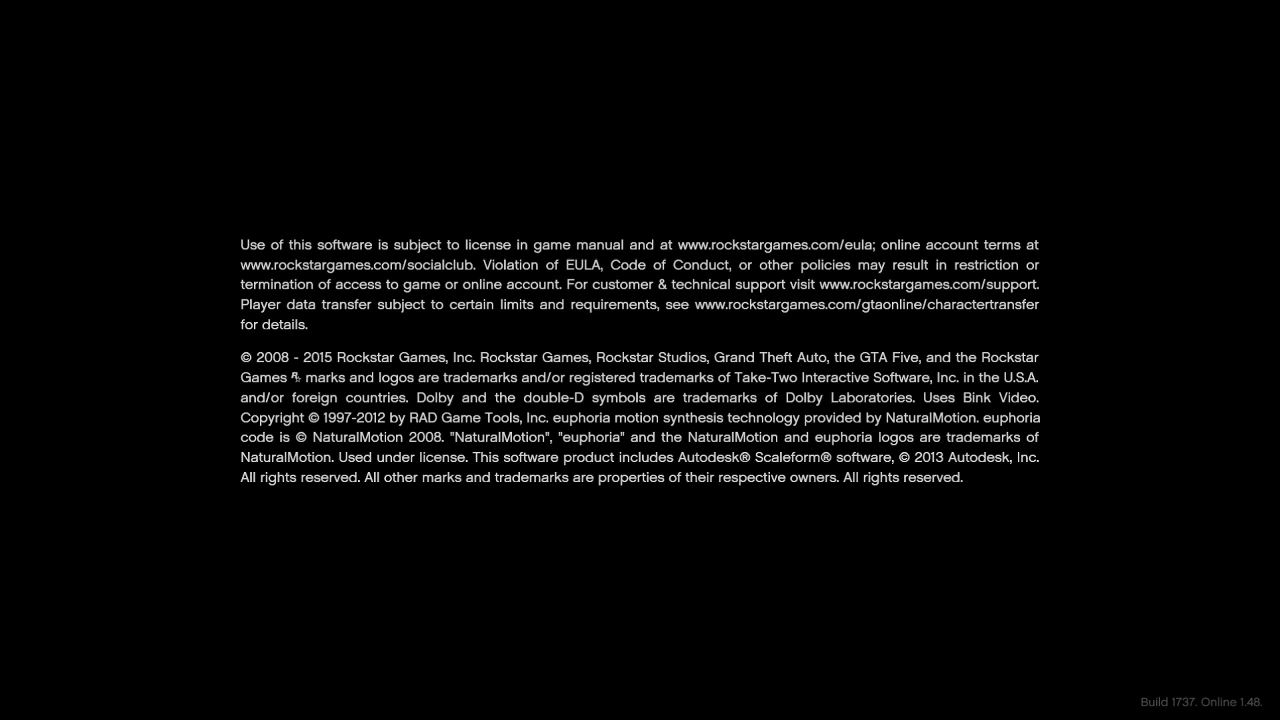 Use of this software is subject to license in game manual and at www.rockstargames.com/eula; online account terms at
www.rockstargames.com/socialclub. Violation of EULA, Code of Conduct, or other policies may result in restriction or
termination of access to game or online account. For customer & technical support visit www.rockstargames.com/support.
Player data transfer subject to certain limits and requirements, see www.rockstargames.com/gtaonline/charactertransfer
for details.
© 2008 - 2015 Rockstar Games, Inc. Rockstar Games, Rockstar Studios, Grand Theft Auto, the GTA Five, and the Rockstar
Games R* marks and logos are trademarks and/or registered trademarks of Take-Two Interactive Software, Inc. in the U.S.A.
and/or foreign countries. Dolby and the double-D symbols are trademarks of Dolby Laboratories. Uses Bink Video.
Copyright © 1997-2012 by RAD Game Tools, Inc. euphoria motion synthesis technology provided by NaturalMotion. euphoria
code is © NaturalMotion 2008. "NaturalMotion", "euphoria" and the NaturalMotion and euphoria logos are trademarks of
NaturalMotion. Used under license. This software product includes Autodesk® Scaleform® software, © 2013 Autodesk, Inc.
All rights reserved. All other marks and trademarks are properties of their respective owners. All rights reserved.
Build 1737. Online 1.48.